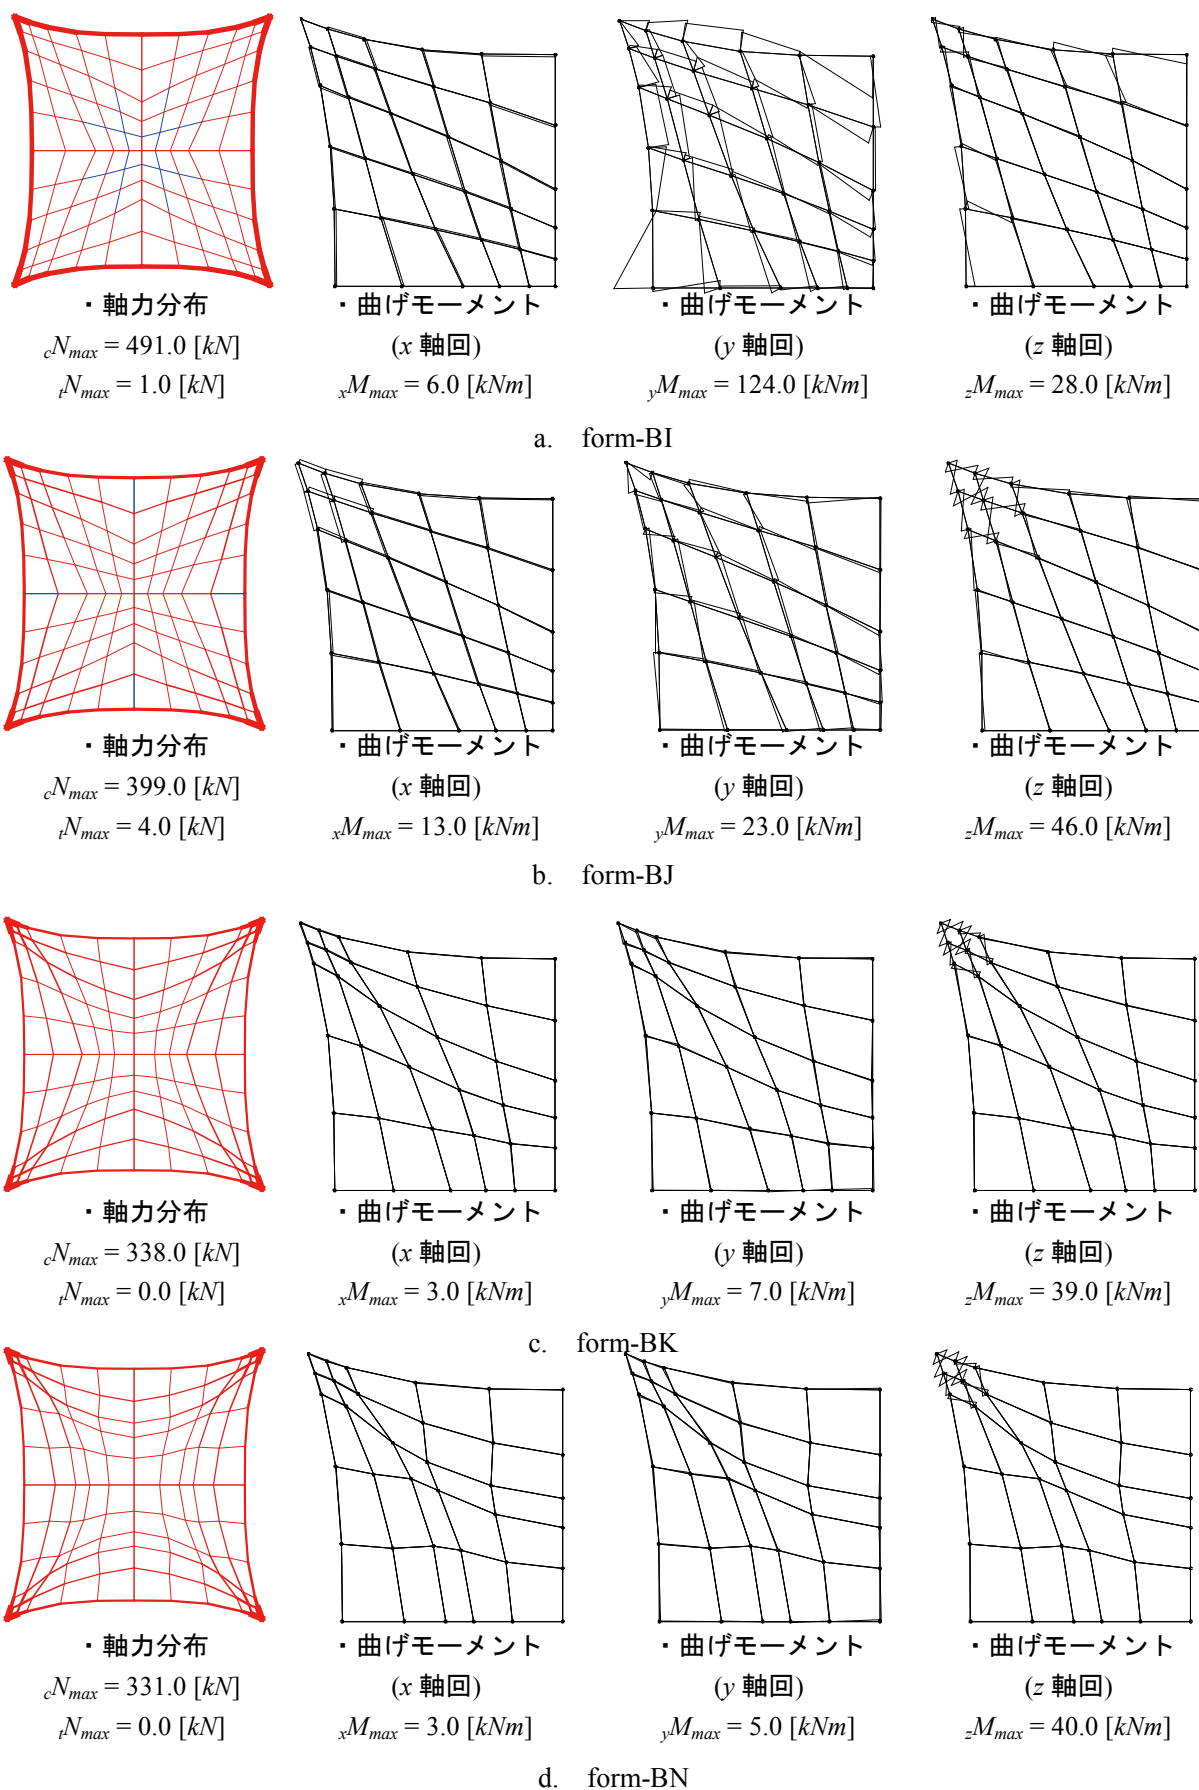 ・軸力分布 ・曲げモーメント ・曲げモーメント ・曲げモーメント
cNmax = 491.0 [kN] (x 軸回) (y 軸回) (z 軸回)
tNmax = 1.0 [kN] xMmax = 6.0 [kNm] yMmax = 124.0 [kNm] zMmax = 28.0 [kNm]
a. form-BI
・軸力分布 ・曲げモーメント ・曲げモーメント ・曲げモーメント
cNmax = 399.0 [kN] (x 軸回) (y 軸回) (z 軸回)
tNmax = 4.0 [kN] xMmax = 13.0 [kNm] yMmax = 23.0 [kNm] zMmax = 46.0 [kNm]
b. form-BJ
・軸力分布 ・曲げモーメント ・曲げモーメント ・曲げモーメント
cNmax = 338.0 [kN] (x 軸回) (y 軸回) (z 軸回)
tNmax = 0.0 [kN] xMmax = 3.0 [kNm] yMmax = 7.0 [kNm] zMmax = 39.0 [kNm]
c. form-BK
・軸力分布 ・曲げモーメント ・曲げモーメント ・曲げモーメント
cNmax = 331.0 [kN] (x 軸回) (y 軸回) (z 軸回)
tNmax = 0.0 [kN] xMmax = 3.0 [kNm] yMmax = 5.0 [kNm] zMmax = 40.0 [kNm]
d. form-BN